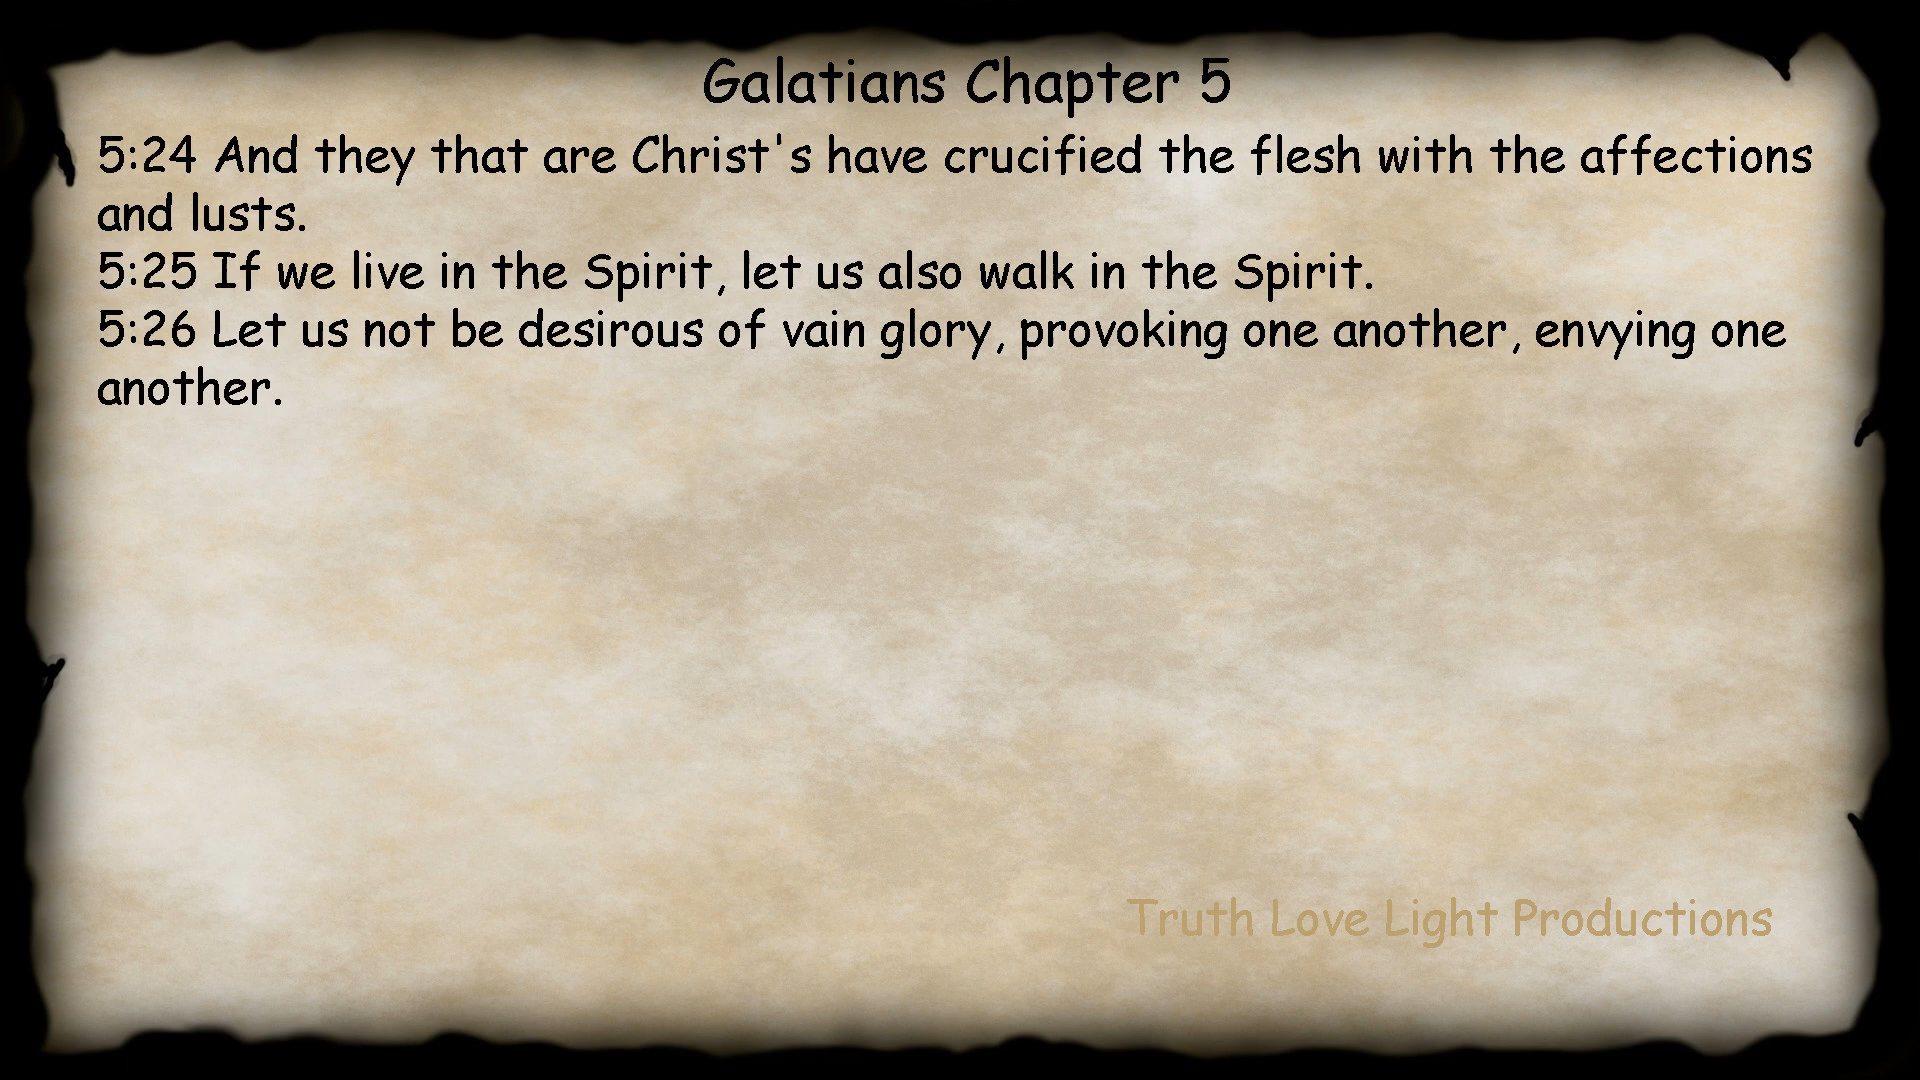 Galatians Chapter 5
5:24 And they that are Christ's have crucified the flesh with the affections
and lusts.
5:25 If we live in the Spirit, let us also walk in the Spirit.
5:26 Let us not be desirous of vain glory, provoking one another, envying one
another.
Truth Love Light Productions